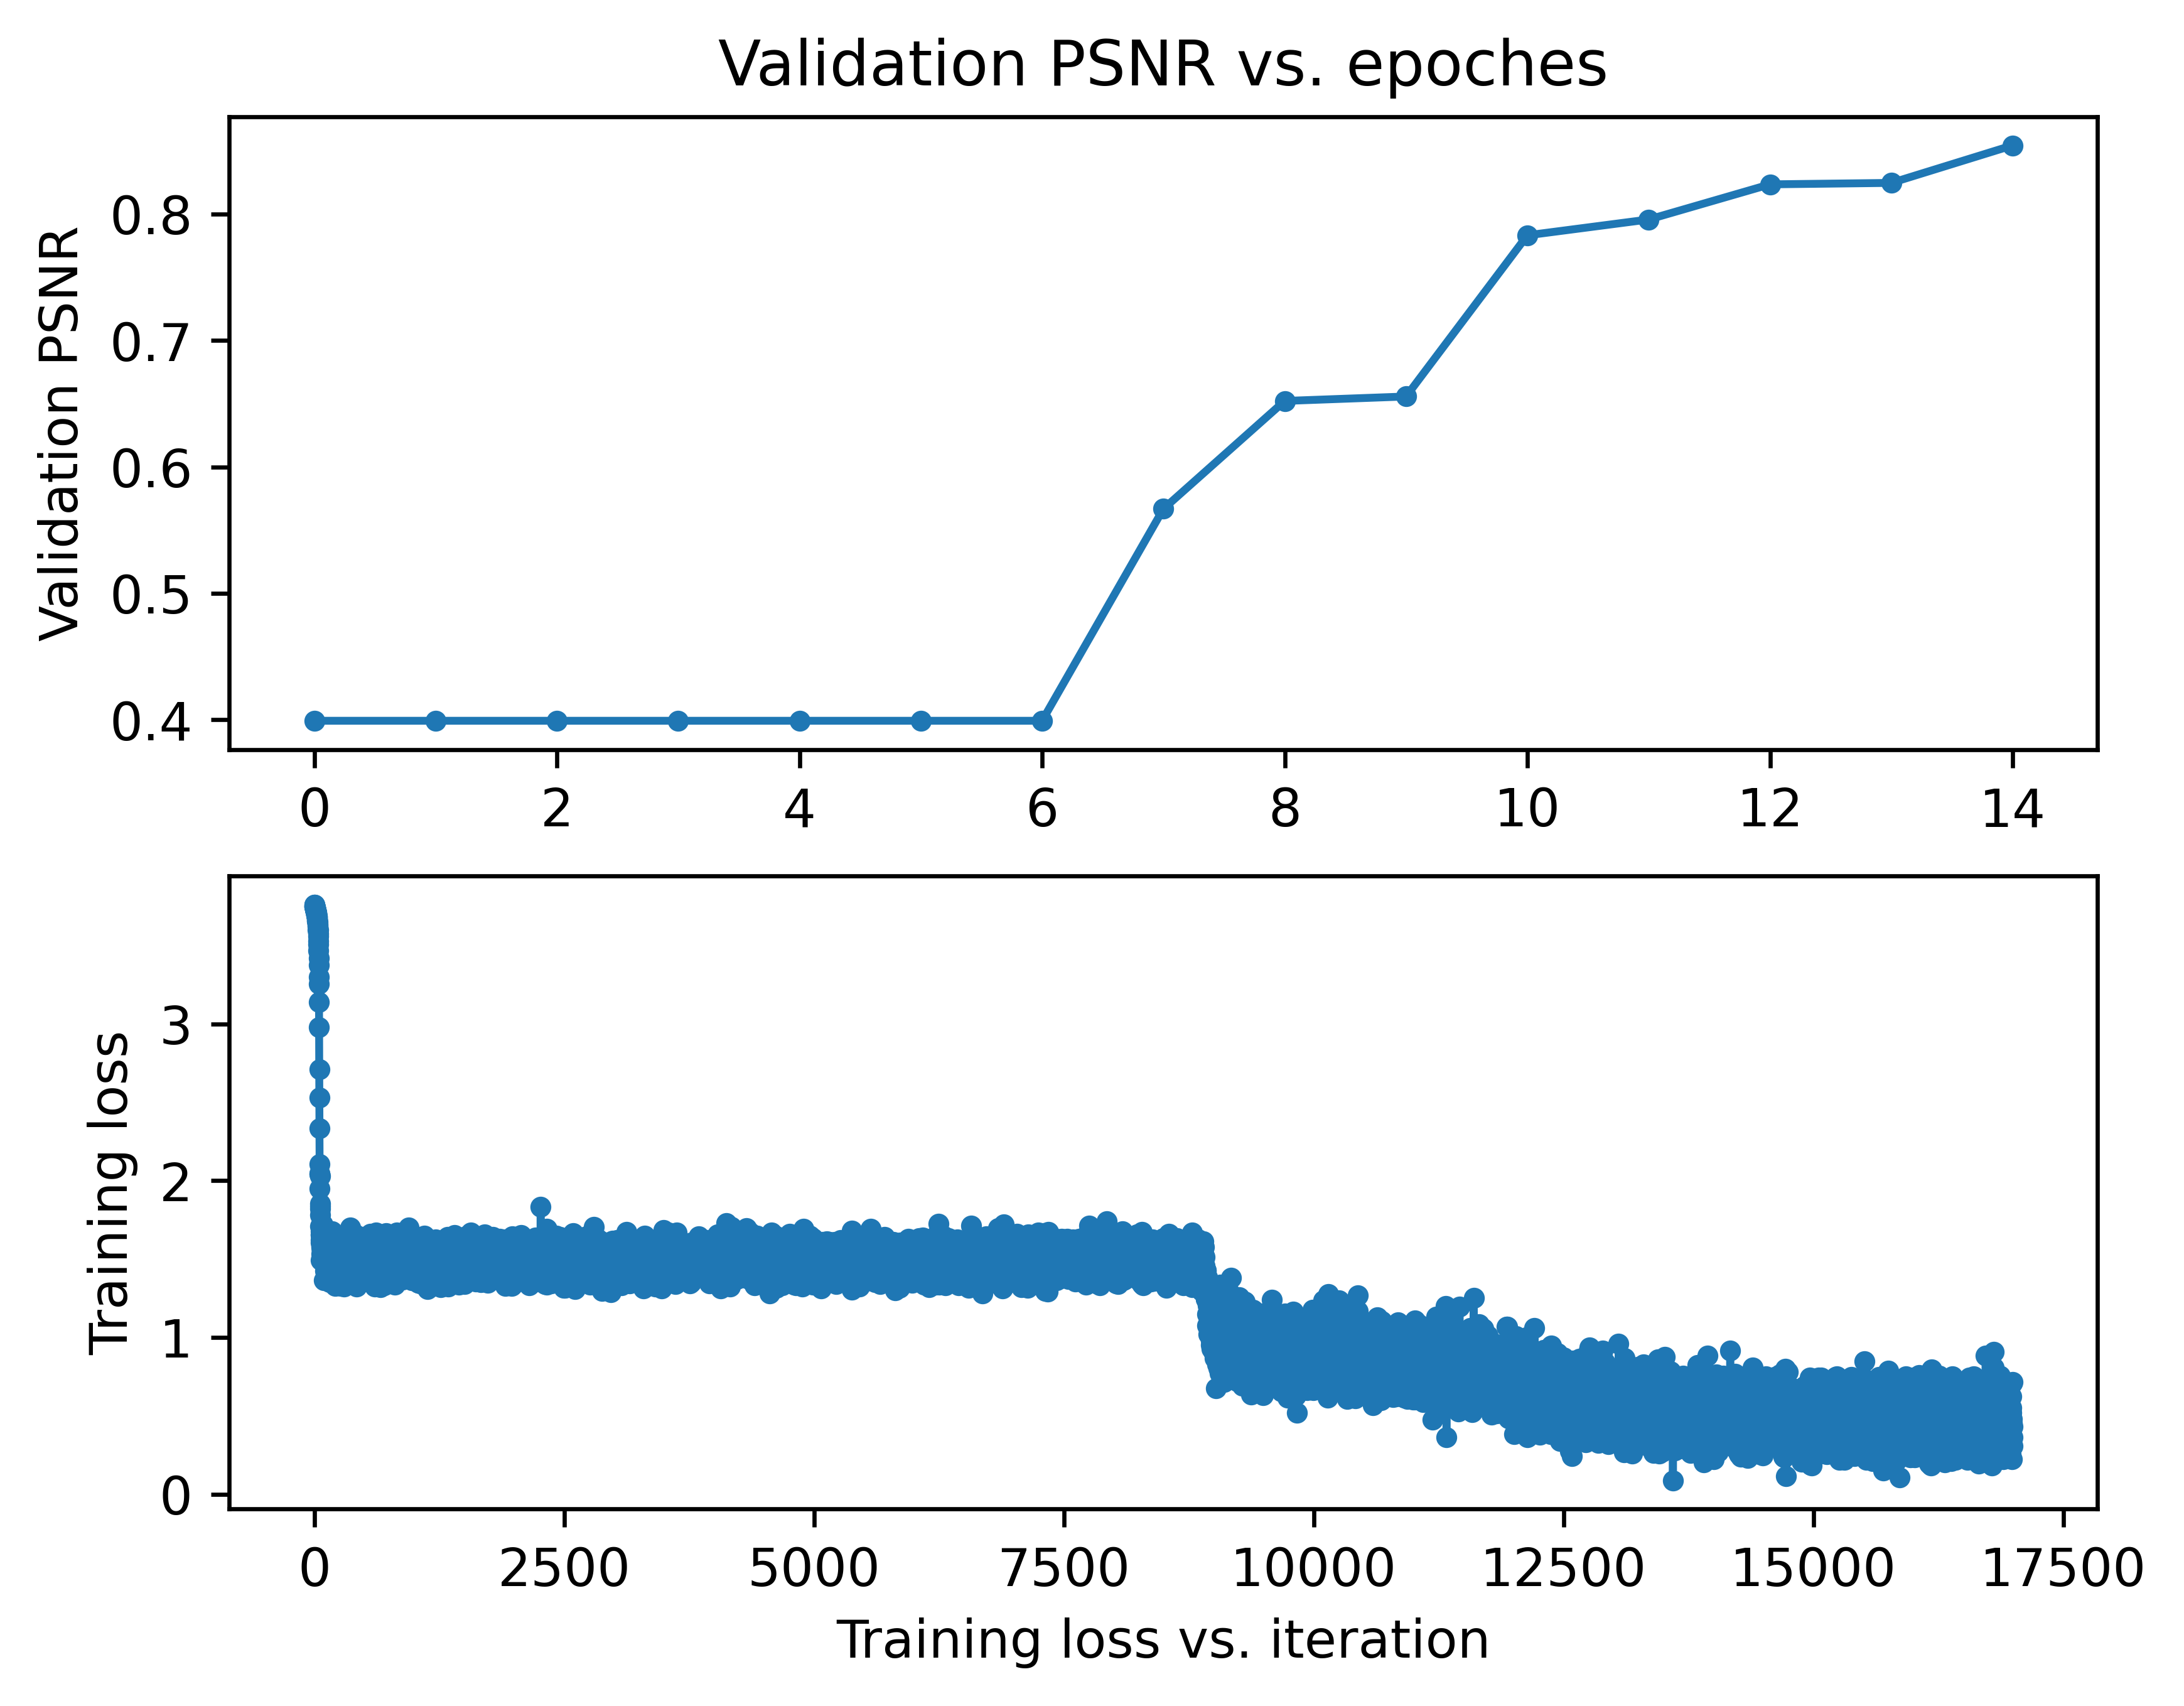 Validation PSNR vs. epoches
Validation PSNR
0.8
0.7
0.6
0.5
0.4
0 2 4 6 8 10 12 14
Training loss
3
2
1
0
0 2500 5000 7500 10000 12500 15000 17500
Training loss vs. iteration